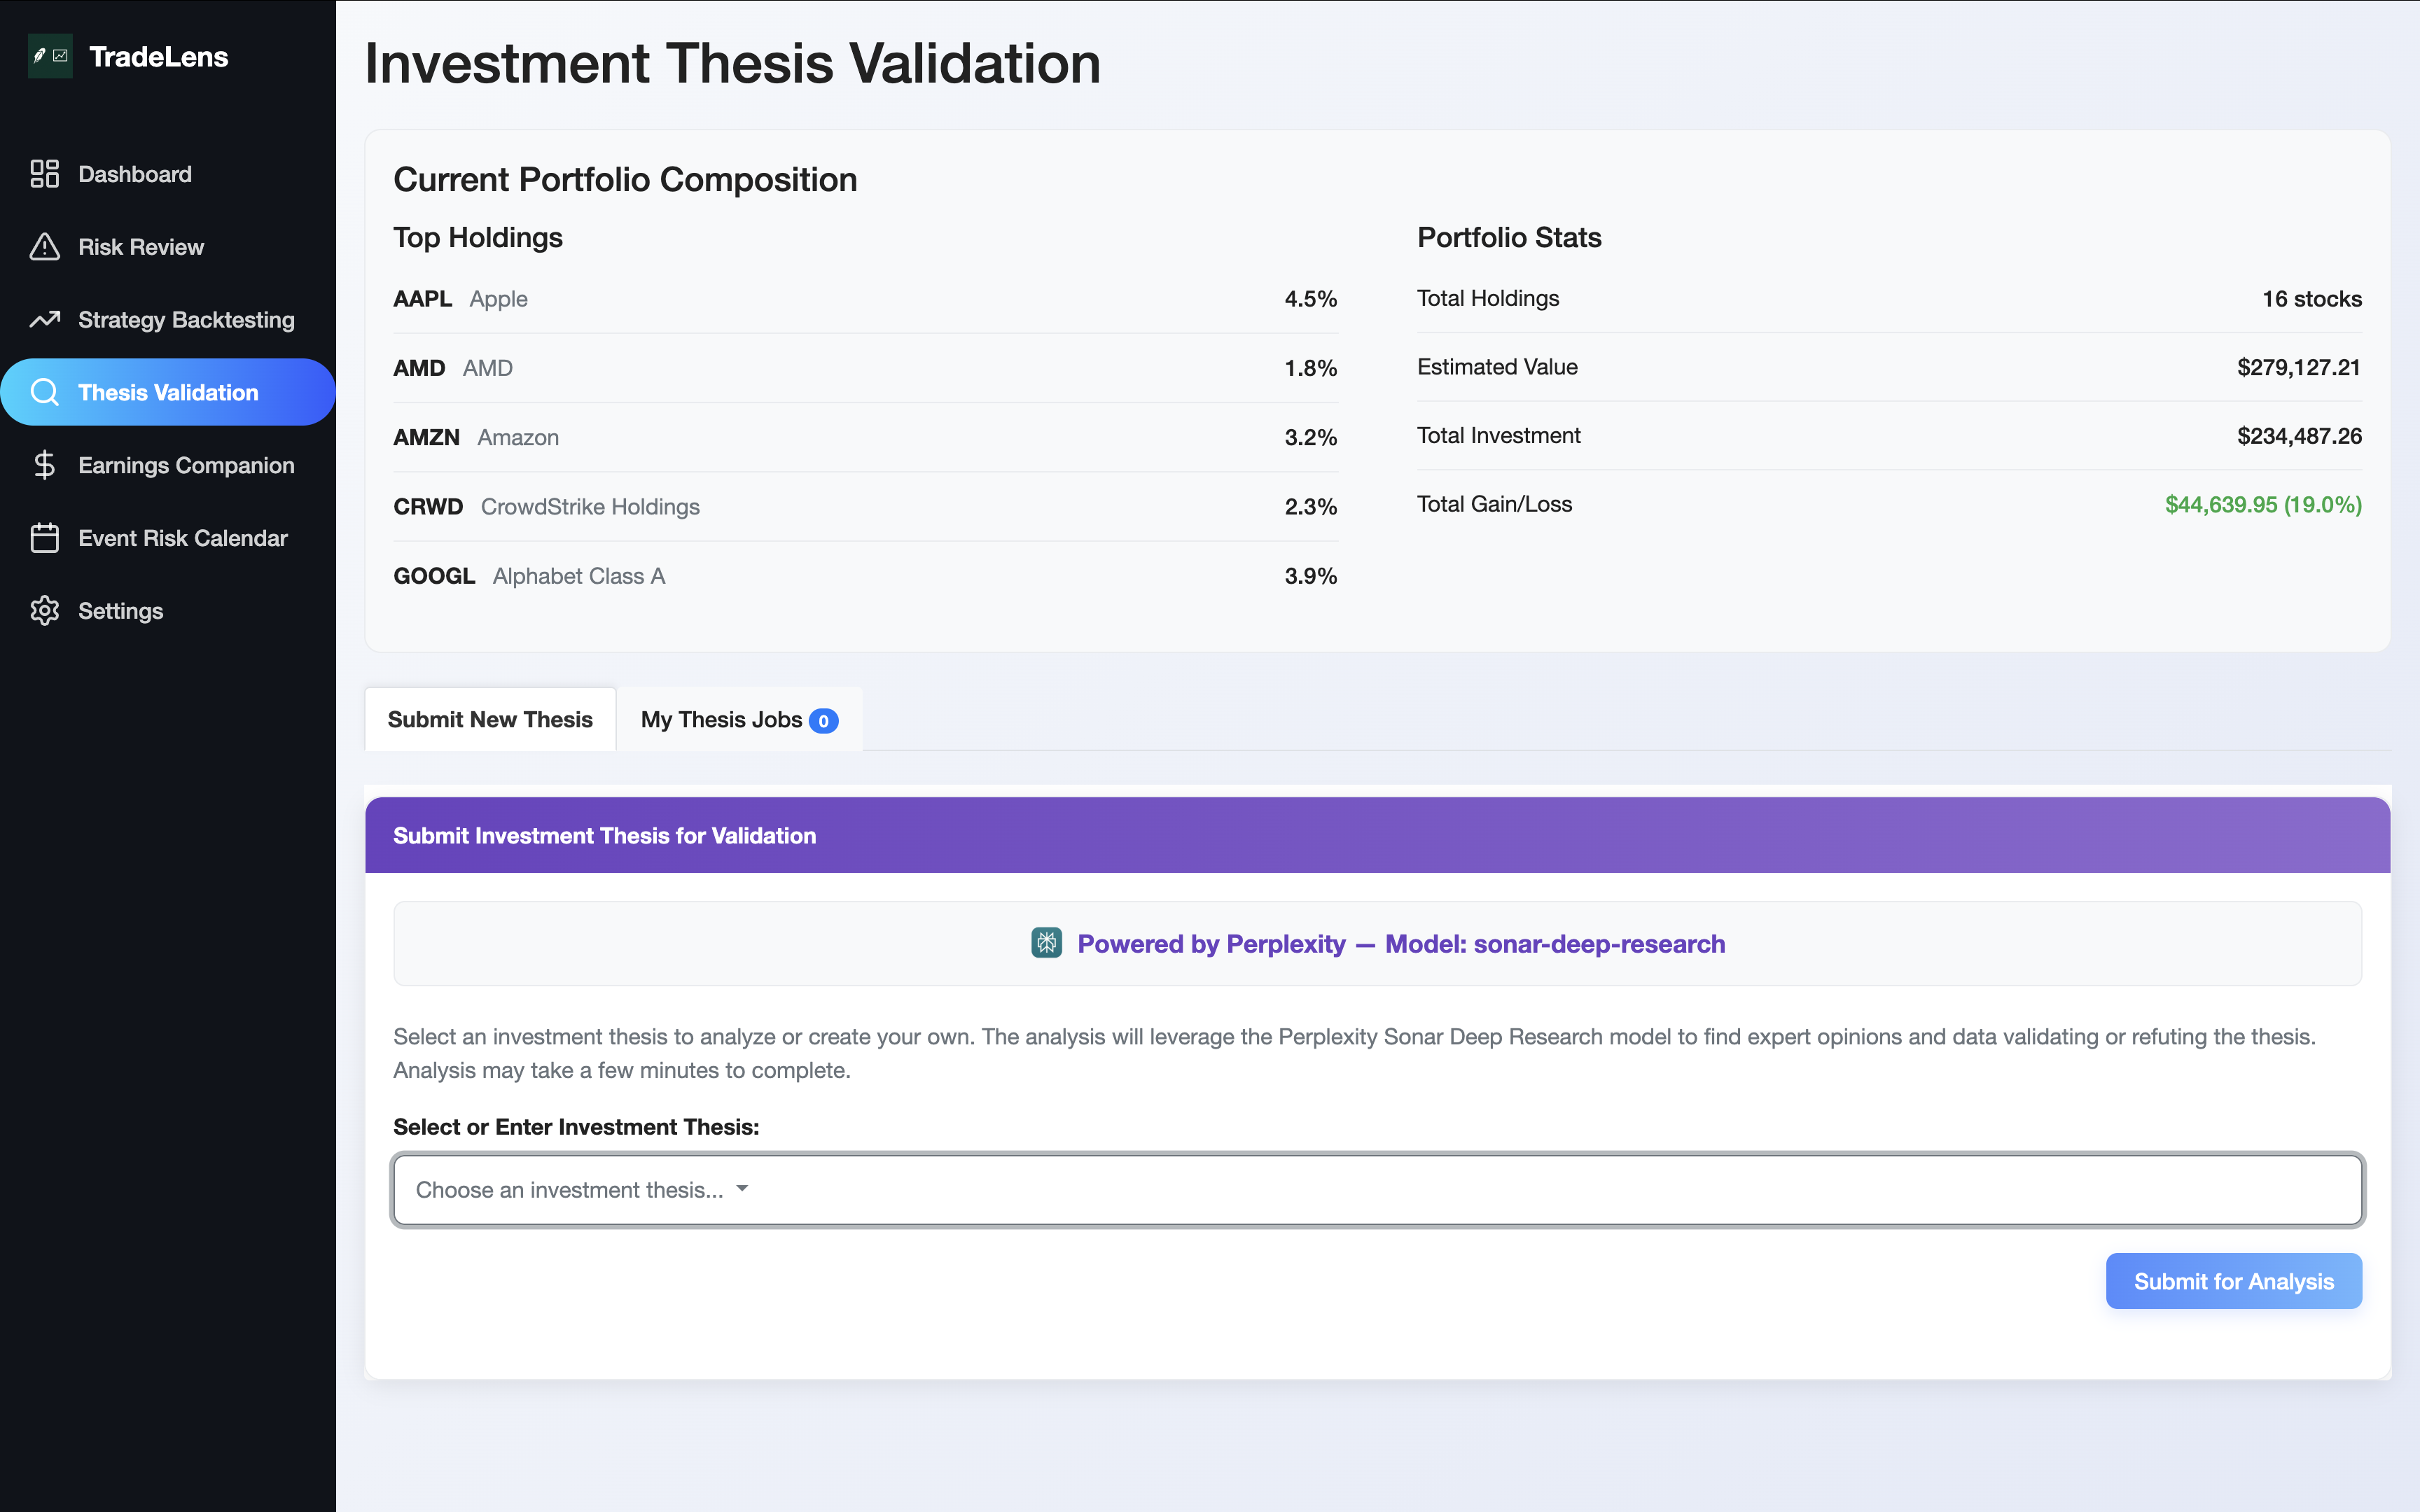 TradeLens
Dashboard
Risk Review
Strategy Backtesting
Thesis Validation
Earnings Companion
Event Risk Calendar
Settings
Investment Thesis Validation
Current Portfolio Composition
Top Holdings
AAPL Apple 4.5%
AMD AMD 1.8%
AMZN Amazon 3.2%
CRWD CrowdStrike Holdings 2.3%
GOOGL Alphabet Class A 3.9%
Portfolio Stats
Total Holdings 16 stocks
Estimated Value $279,127.21
Total Investment $234,487.26
Total Gain/Loss $44,639.95 (19.0%)
Submit New Thesis
My Thesis Jobs 0
Submit Investment Thesis for Validation
Powered by Perplexity — Model: sonar-deep-research
Select an investment thesis to analyze or create your own. The analysis will leverage the Perplexity Sonar Deep Research model to find expert opinions and data validating or refuting the thesis.
Analysis may take a few minutes to complete.
Select or Enter Investment Thesis:
Choose an investment thesis...
Submit for Analysis